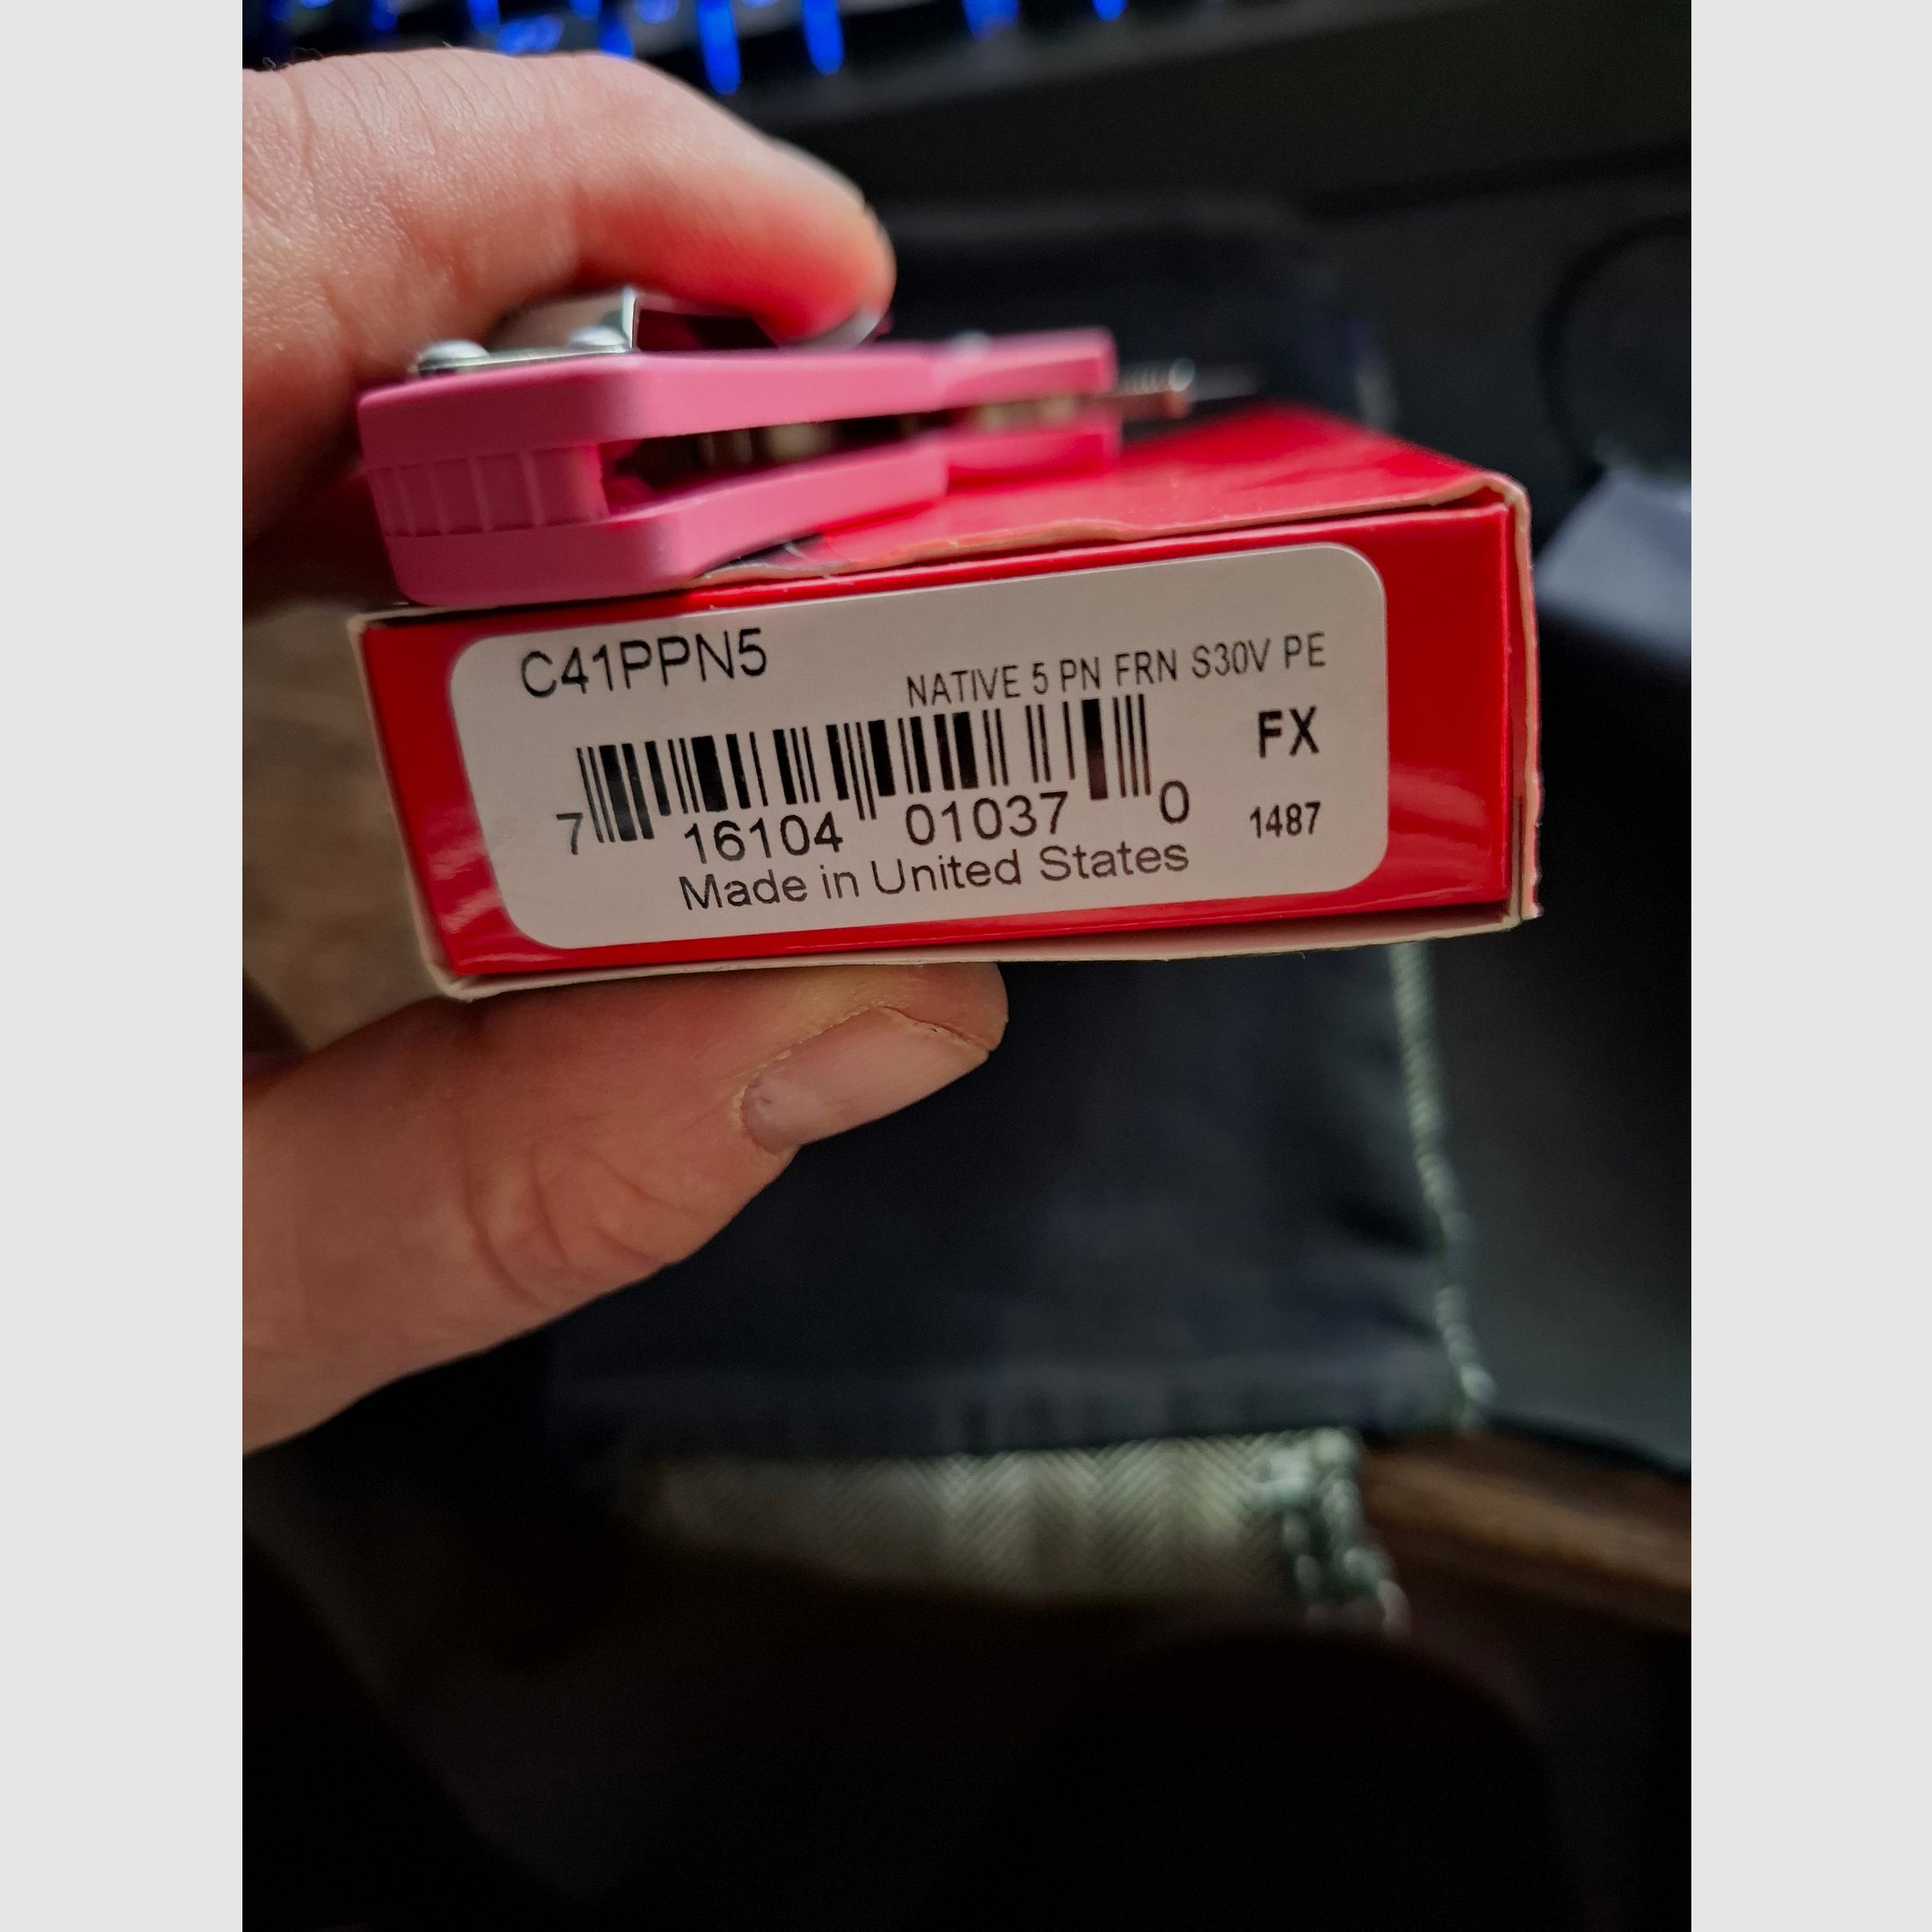 C41PPN5
NATIVE 5 PN FRN S30V PE
FX
7 16104 01037 0
1487
Made in United States